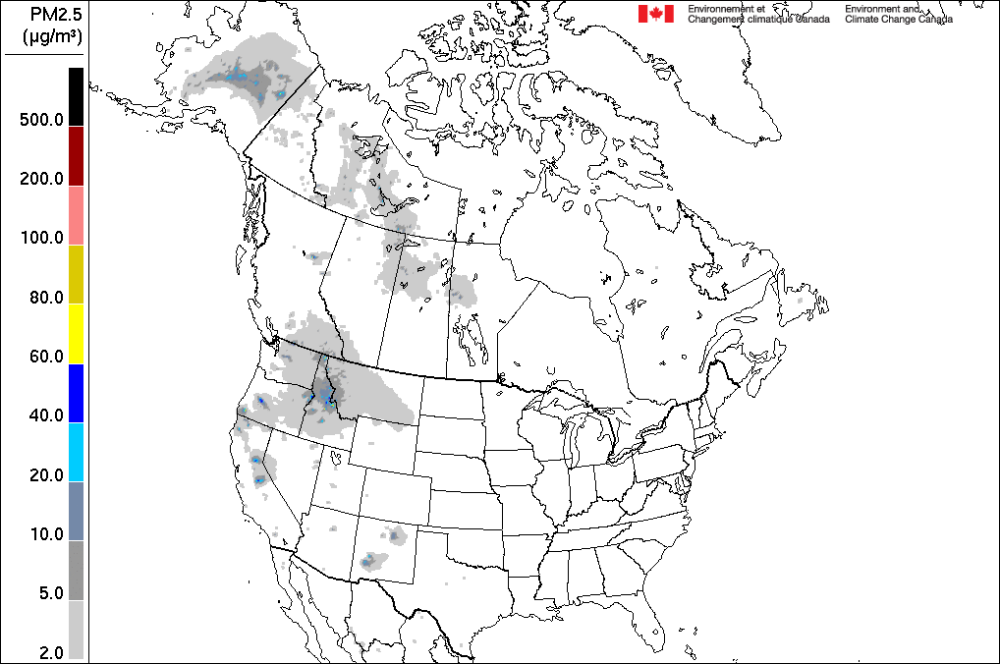 PM2.5
(µg/m³)
500.0
200.0
100.0
80.0
60.0
40.0
20.0
10.0
5.0
2.0
Environnement et
Changement climatique Canada
Environment and
Climate Change Canada